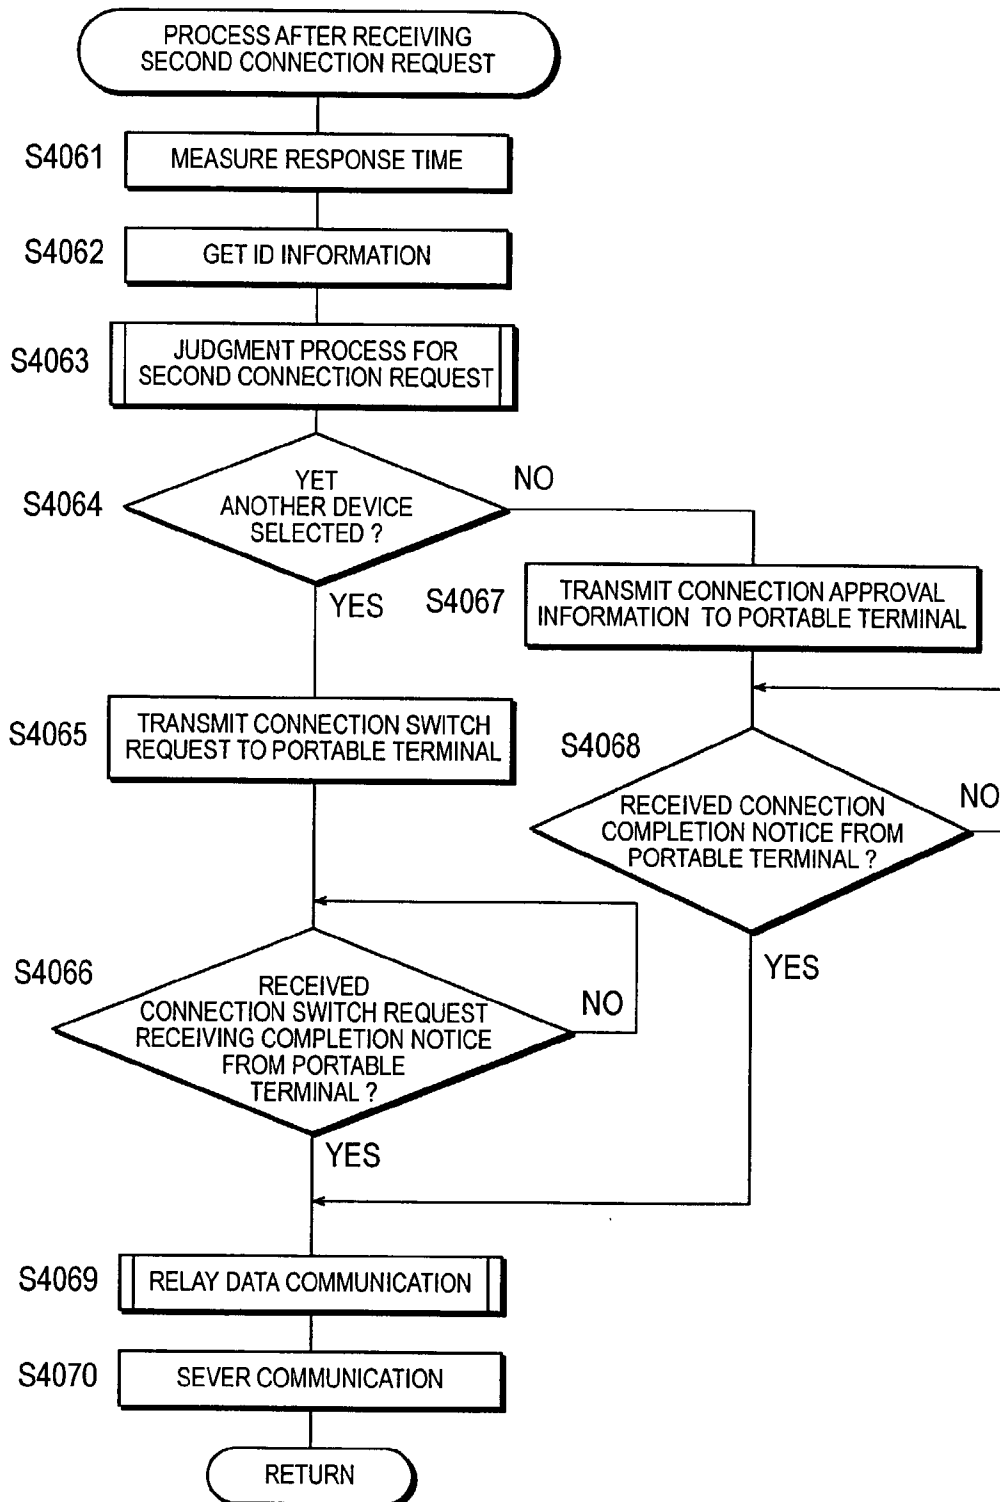 PROCESS AFTER RECEIVING
SECOND CONNECTION REQUEST
S4061
MEASURE RESPONSE TIME
S4062
GET ID INFORMATION
S4063
JUDGMENT PROCESS FOR
SECOND CONNECTION REQUEST
S4064
YET
ANOTHER DEVICE
SELECTED ?
NO
YES
S4067
TRANSMIT CONNECTION APPROVAL
INFORMATION TO PORTABLE TERMINAL
S4065
TRANSMIT CONNECTION SWITCH
REQUEST TO PORTABLE TERMINAL
S4068
RECEIVED CONNECTION
COMPLETION NOTICE FROM
PORTABLE TERMINAL ?
NO
YES
S4066
RECEIVED
CONNECTION SWITCH REQUEST
RECEIVING COMPLETION NOTICE
FROM PORTABLE
TERMINAL ?
NO
YES
S4069
RELAY DATA COMMUNICATION
S4070
SEVER COMMUNICATION
RETURN